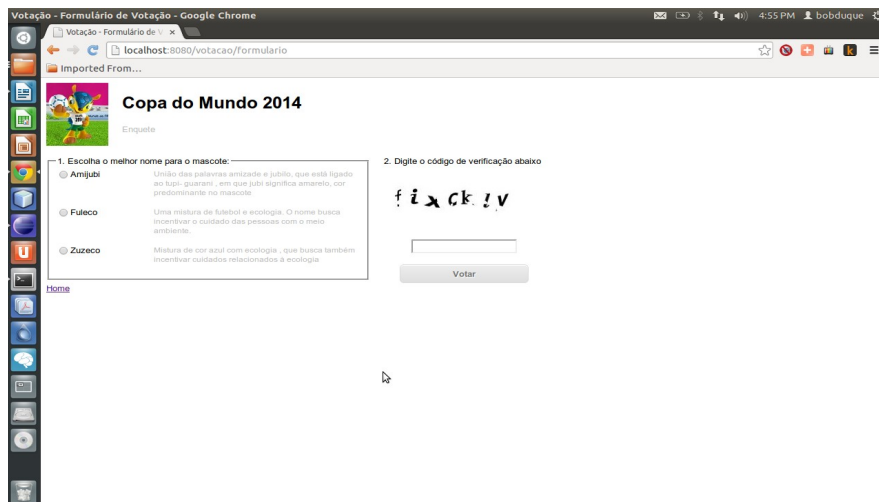 Votação - Formulário de Votação - Google Chrome
4:55 PM bobduque
Votação - Formulário de V
localhost:8080/votacao/formulario
Imported From...
Copa do Mundo 2014
Enquete
1. Escolha o melhor nome para o mascote:
Amijubi
União das palavras amizade e jubilo, que está ligado
ao tupi- guarani , em que jubi significa amarelo, cor
predominante no mascote
Fuleco
Uma mistura de futebol e ecologia. O nome busca
incentivar o cuidado das pessoas com o meio
ambiente.
Zuzeco
Mistura de cor azul com ecologia , que busca também
incentivar cuidados relacionados à ecologia
Home
2. Digite o código de verificação abaixo
Votar